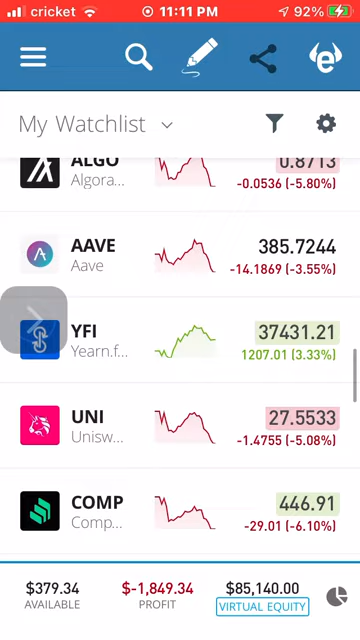 cricket 11:11 PM 92%
My Watchlist
ALGO 0.8713
Algora... -0.0536 (-5.80%)
AAVE 385.7244
Aave -14.1869 (-3.55%)
YFI 37431.21
Yearn.f... 1207.01 (3.33%)
UNI 27.5533
Unisw... -1.4755 (-5.08%)
COMP 446.91
Comp... -29.01 (-6.10%)
$379.34 $-1,849.34 $85,140.00
AVAILABLE PROFIT VIRTUAL EQUITY